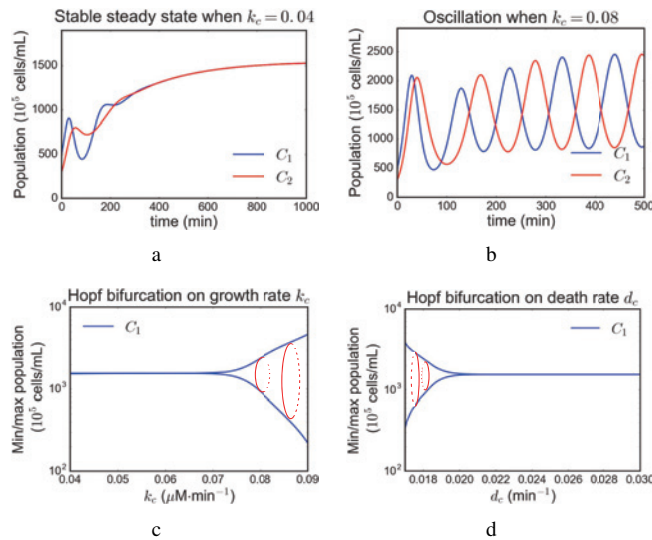 Stable steady state when k_c = 0.04
Population (10^5 cells/mL)
2000
1500
1000
500
0
C_1
C_2
0 200 400 600 800 1000
time (min)
a
Oscillation when k_c = 0.08
Population (10^5 cells/mL)
2500
2000
1500
1000
500
0
C_1
C_2
0 100 200 300 400 500
time (min)
b
Hopf bifurcation on growth rate k_c
Min/max population
(10^5 cells/mL)
10^4
10^3
10^2
C_1
0.04 0.05 0.06 0.07 0.08 0.09
k_c (μM·min^−1)
c
Hopf bifurcation on death rate d_c
Min/max population
(10^5 cells/mL)
10^4
10^3
10^2
C_1
0.018 0.020 0.022 0.024 0.026 0.028 0.030
d_c (min^−1)
d